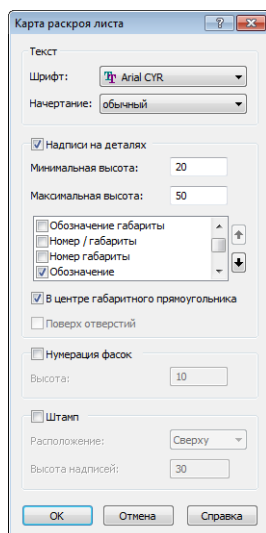 Карта раскроя листа
Текст
Шрифт: Arial CYR
Начертание: обычный
Надписи на деталях
Минимальная высота: 20
Максимальная высота: 50
Обозначение габариты
Номер / габариты
Номер габариты
Обозначение
В центре габаритного прямоугольника
Поверх отверстий
Нумерация фасок
Высота: 10
Штамп
Расположение: Сверху
Высота надписей: 30
ОК Отмена Справка